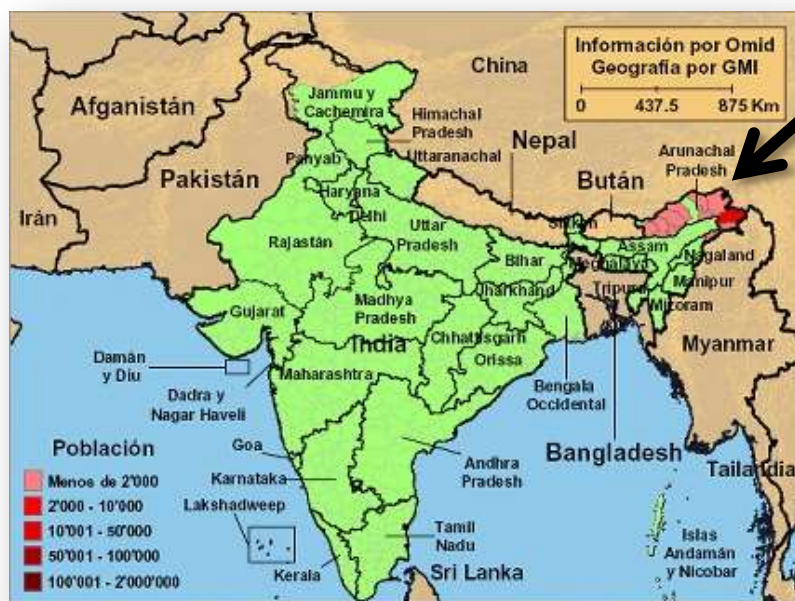 Información por Omid
Geografía por GMI
0 437.5 875 Km
China
Afganistán
Jammu y
Cachemira
Himachal
Pradesh
Uttaranachal
Nepal
Arunachal
Pradesh
Bután
Panyab
Pakistán
Haryana
Delhi
Irán
Uttar
Pradesh
Sikkim
Assam
Rajastán
Bihar
Meghalaya
Nagaland
Manipur
Jharkhand
Tripura
Mizoram
Gujarat
Madhya
Pradesh
Chhattisgarh
India
Orissa
Myanmar
Damán
y Diu
Maharashtra
Dadra y
Nagar Haveli
Bengala
Occidental
Bangladesh
Población
Goa
Andhra
Pradesh
Tailandia
Karnataka
Lakshadweep
Tamil
Nadu
Islas
Andamán
y Nicobar
Kerala
Sri Lanka
Menos de 2'000
2'000 - 10'000
10'001 - 50'000
50'001 - 100'000
100'001 - 2'000'000